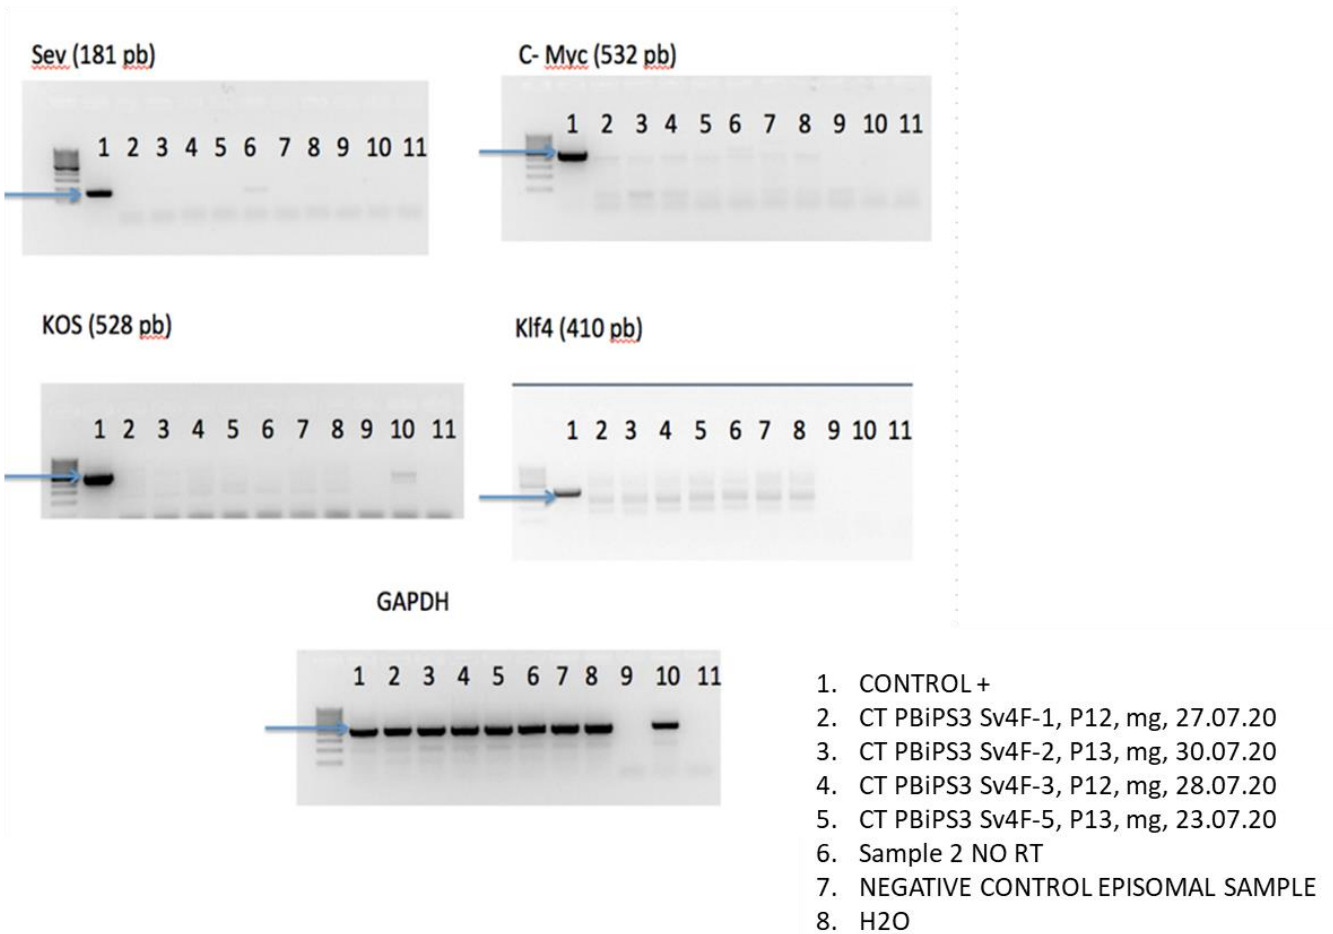 Sev (181 pb)
1 2 3 4 5 6 7 8 9 10 11
C- Myc (532 pb)
1 2 3 4 5 6 7 8 9 10 11
KOS (528 pb)
1 2 3 4 5 6 7 8 9 10 11
Klf4 (410 pb)
1 2 3 4 5 6 7 8 9 10 11
GAPDH
1 2 3 4 5 6 7 8 9 10 11
1. CONTROL +
2. CT PBiPS3 Sv4F-1, P12, mg, 27.07.20
3. CT PBiPS3 Sv4F-2, P13, mg, 30.07.20
4. CT PBiPS3 Sv4F-3, P12, mg, 28.07.20
5. CT PBiPS3 Sv4F-5, P13, mg, 23.07.20
6. Sample 2 NO RT
7. NEGATIVE CONTROL EPISOMAL SAMPLE
8. H2O